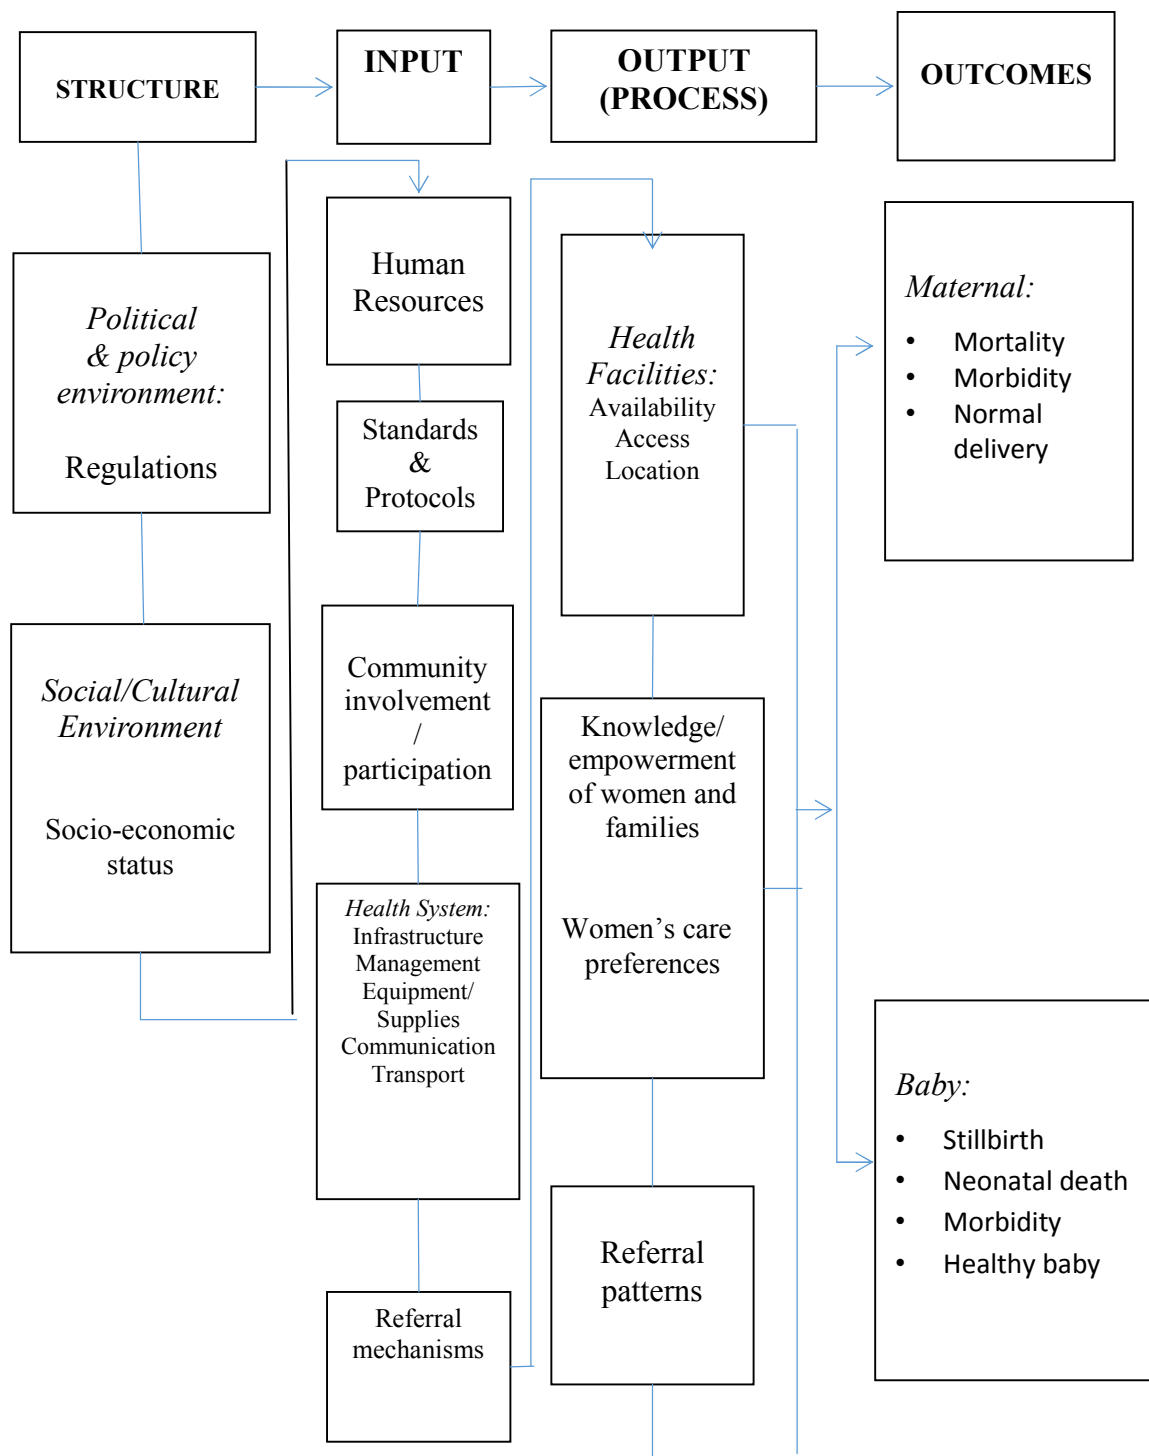 STRUCTURE
INPUT
OUTPUT
(PROCESS)
OUTCOMES
Political
& policy
environment:
Regulations
Social/Cultural
Environment
Socio-economic
status
Human
Resources
Standards
&
Protocols
Community
involvement
/
participation
Health System:
Infrastructure
Management
Equipment/
Supplies
Communication
Transport
Referral
mechanisms
Health
Facilities:
Availability
Access
Location
Knowledge/
empowerment
of women and
families
Women’s care
preferences
Referral
patterns
Maternal:
• Mortality
• Morbidity
• Normal
delivery
Baby:
• Stillbirth
• Neonatal death
• Morbidity
• Healthy baby